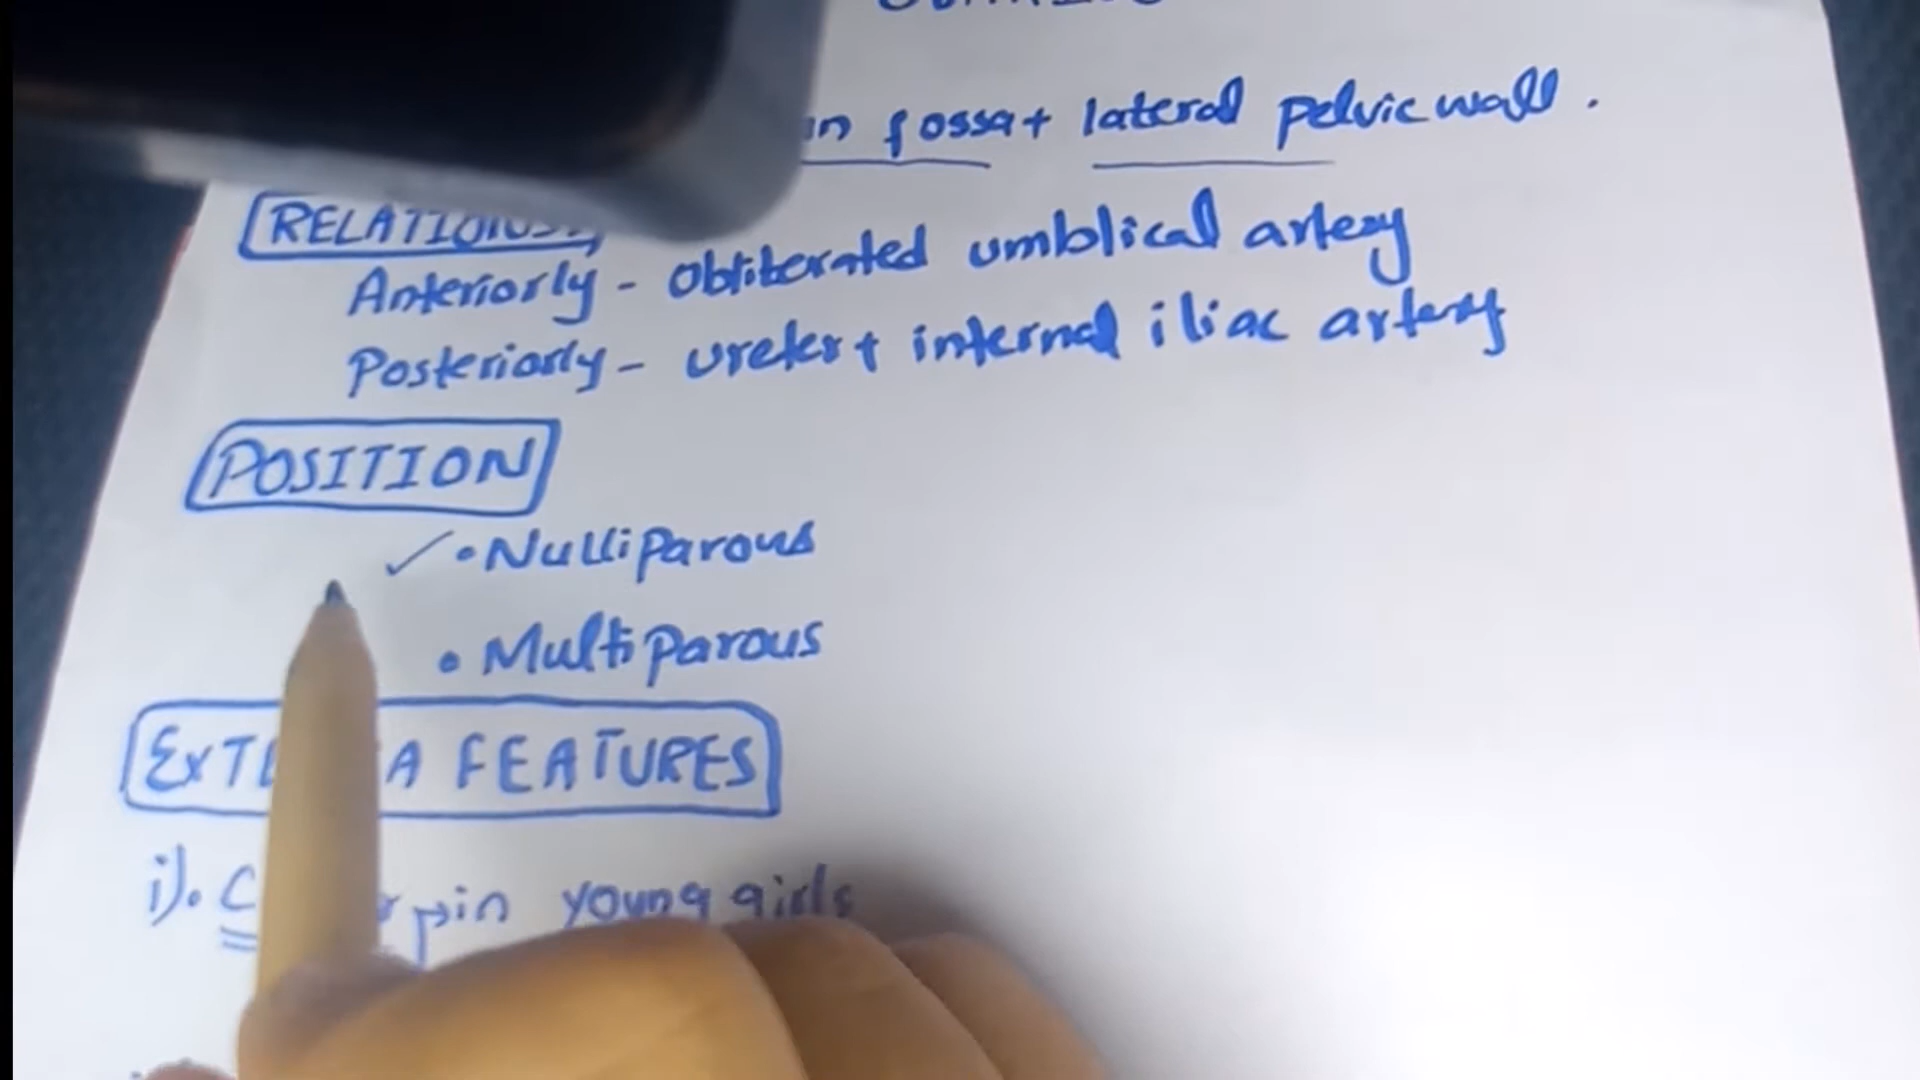 fossa + lateral pelvic wall.
RELATIONS
Anteriorly - obliterated umblical artery
Posteriorly - ureter + internal iliac artery
POSITION
✓ • Nulliparous
• Multiparous
FEATURES
i). in young girls